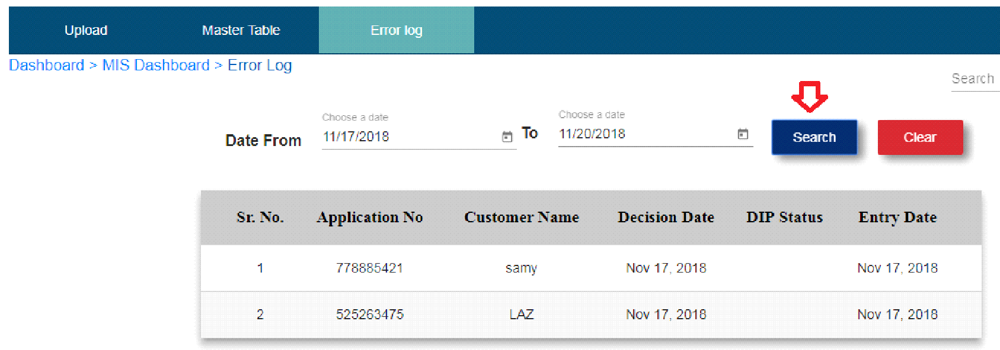 Upload Master Table Error log
Dashboard > MIS Dashboard > Error Log
Search
Choose a date Choose a date
Date From 11/17/2018 To 11/20/2018 Search Clear
Sr. No. Application No Customer Name Decision Date DIP Status Entry Date
1 778885421 samy Nov 17, 2018 Nov 17, 2018
2 525263475 LAZ Nov 17, 2018 Nov 17, 2018